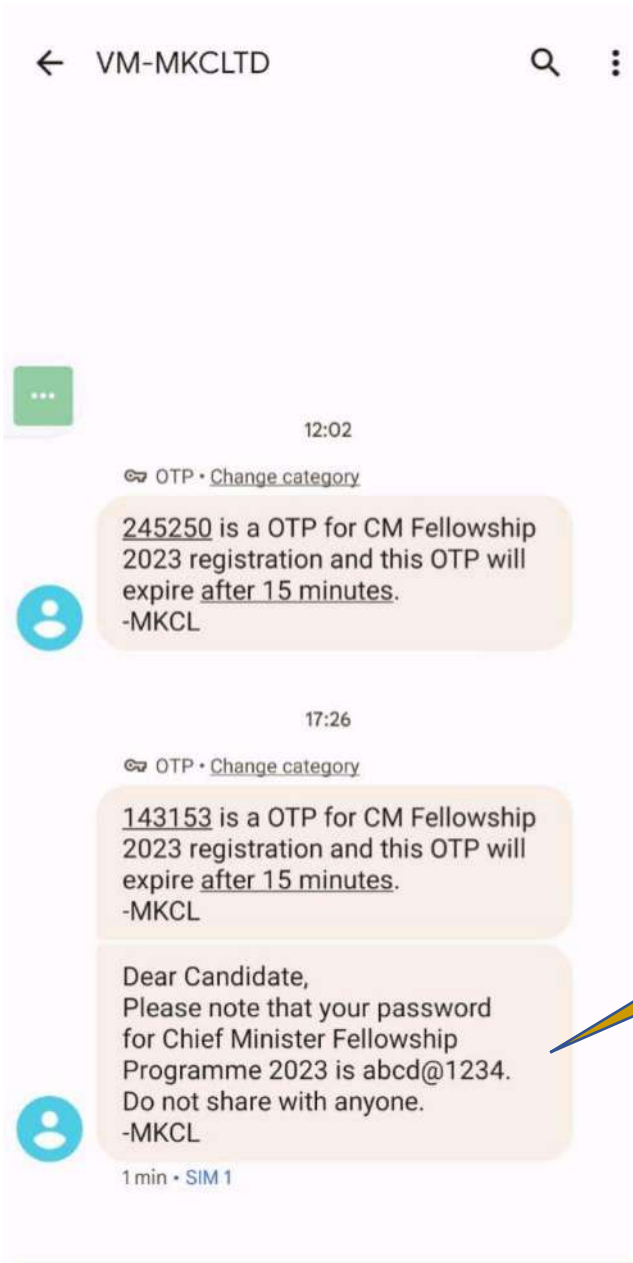 VM-MKCLTD
12:02
OTP • Change category
245250 is a OTP for CM Fellowship
2023 registration and this OTP will
expire after 15 minutes.
-MKCL
17:26
OTP • Change category
143153 is a OTP for CM Fellowship
2023 registration and this OTP will
expire after 15 minutes.
-MKCL
Dear Candidate,
Please note that your password
for Chief Minister Fellowship
Programme 2023 is abcd@1234.
Do not share with anyone.
-MKCL
1 min • SIM 1